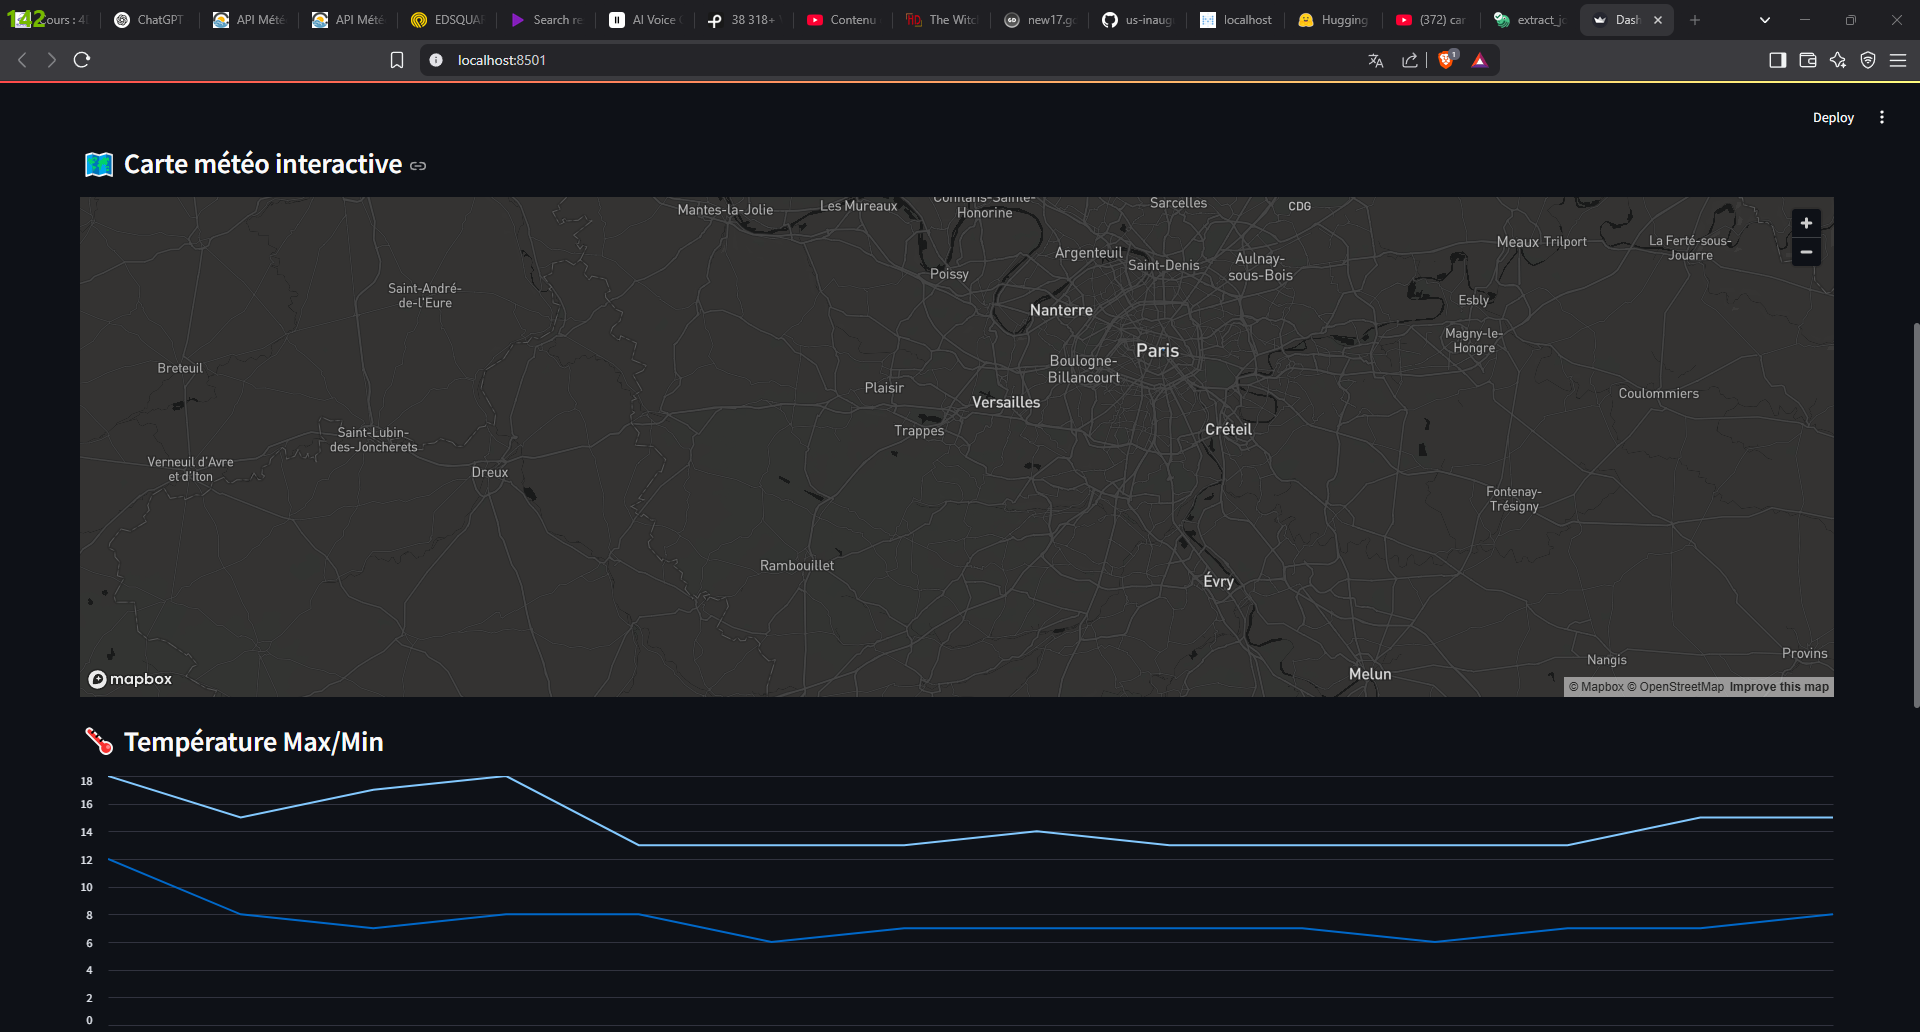 142
ours : 4
ChatGPT
API Mété
API Mété
EDSQUAR
Search re
AI Voice
38 318+
Contenu
The Witc
new17.g
us-inaug
localhost
Hugging
(372) car
extract_j
Dash
localhost:8501
1
Deploy
Carte météo interactive
Mantes-la-Jolie
Les Mureaux
Conflans-Sainte-
Honorine
Sarcelles
CDG
+
−
Argenteuil
Saint-Denis
Aulnay-
sous-Bois
Meaux Trilport
La Ferté-sous-
Jouarre
Poissy
Saint-André-
de-l'Eure
Esbly
Nanterre
Magny-le-
Hongre
Paris
Boulogne-
Billancourt
Breteuil
Plaisir
Coulommiers
Versailles
Trappes
Créteil
Saint-Lubin-
des-Joncherets
Verneuil d'Avre
et d'Iton
Dreux
Fontenay-
Trésigny
Rambouillet
Évry
Nangis
Provins
Melun
mapbox
© Mapbox © OpenStreetMap Improve this map
Température Max/Min
18
16
14
12
10
8
6
4
2
0